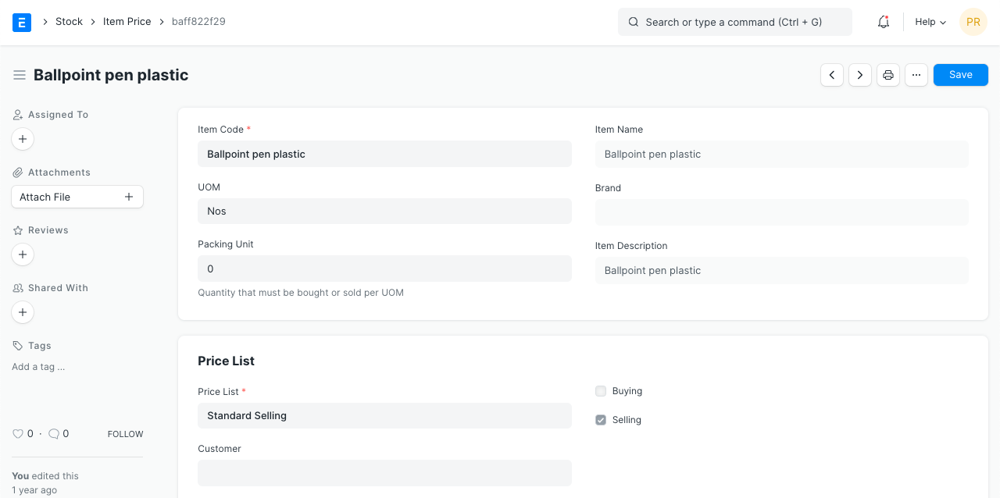 Stock
Item Price
baff822f29
Search or type a command (Ctrl + G)
Help
PR
Ballpoint pen plastic
Save
Assigned To
Attachments
Attach File
Reviews
Shared With
Tags
Add a tag ...
0 · 0
FOLLOW
You edited this
1 year ago
Item Code *
Ballpoint pen plastic
UOM
Nos
Packing Unit
0
Quantity that must be bought or sold per UOM
Item Name
Ballpoint pen plastic
Brand
Item Description
Ballpoint pen plastic
Price List
Price List *
Standard Selling
Customer
Buying
Selling